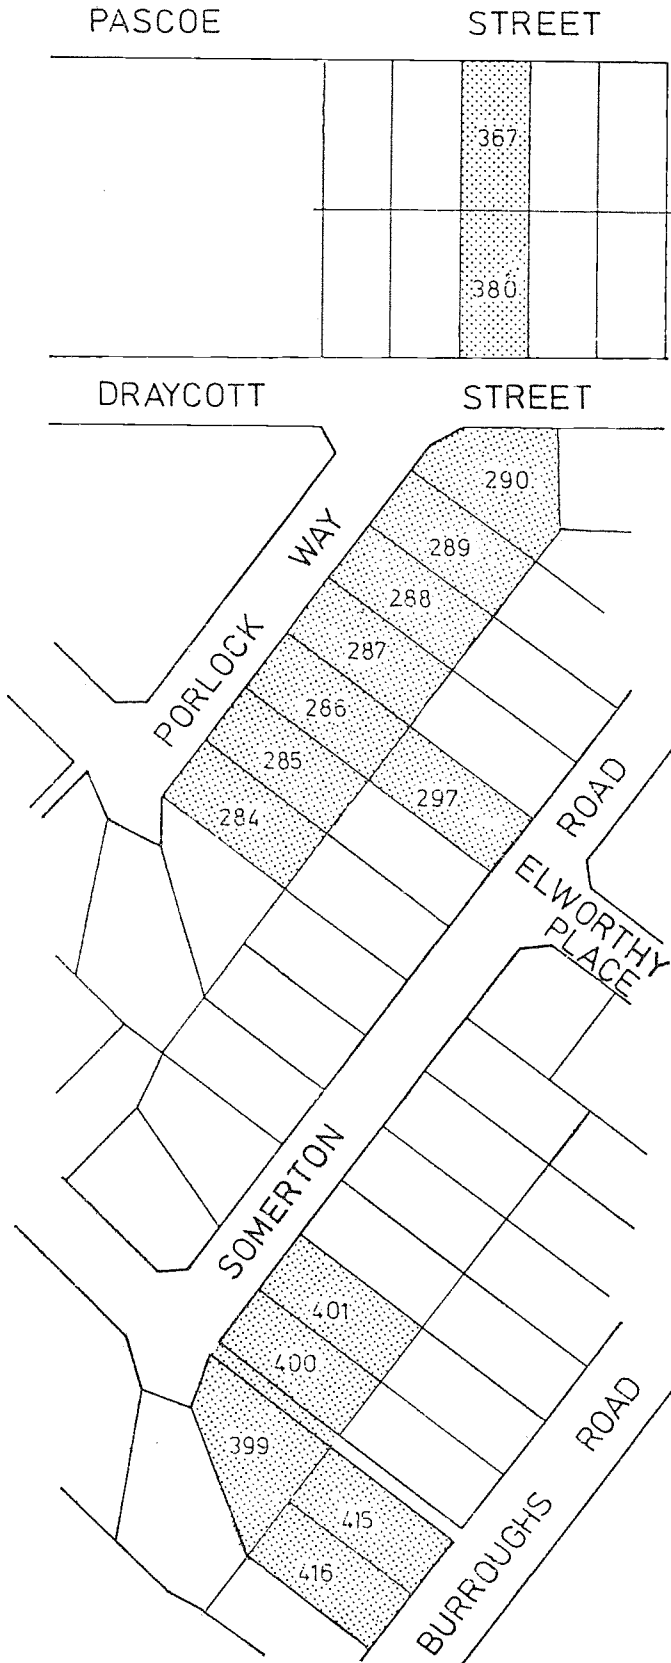 PASCOE STREET
367
380
DRAYCOTT STREET
290
289
288
287
286
285
284
297
PORLOCK WAY
SOMERTON ROAD
ELWORTHY
PLACE
401
400
399
415
416
BURROUGHS ROAD